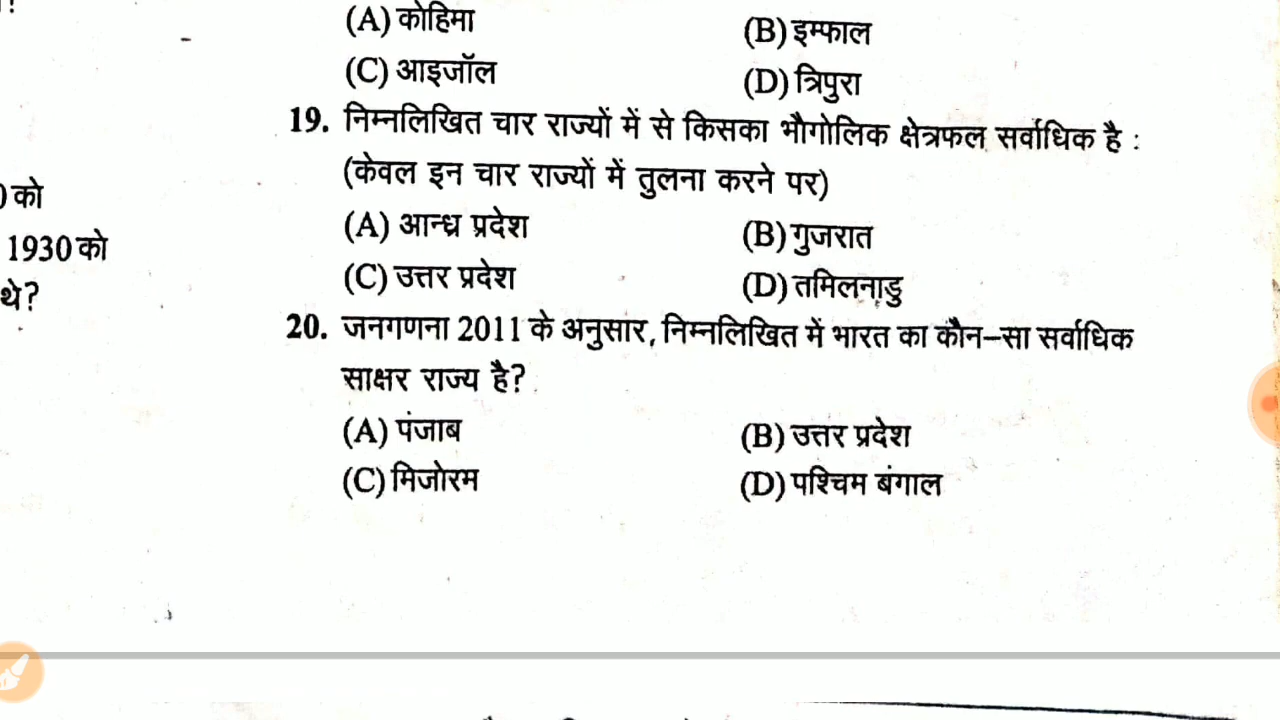 (A) कोहिमा (B) इम्फाल
(C) आइजॉल (D) त्रिपुरा
19. निम्नलिखित चार राज्यों में से किसका भौगोलिक क्षेत्रफल सर्वाधिक है :
(केवल इन चार राज्यों में तुलना करने पर)
) को
(A) आन्ध्र प्रदेश (B) गुजरात
1930 को
(C) उत्तर प्रदेश (D) तमिलनाडु
थे?
20. जनगणना 2011 के अनुसार, निम्नलिखित में भारत का कौन-सा सर्वाधिक
साक्षर राज्य है?
(A) पंजाब (B) उत्तर प्रदेश
(C) मिजोरम (D) पश्चिम बंगाल